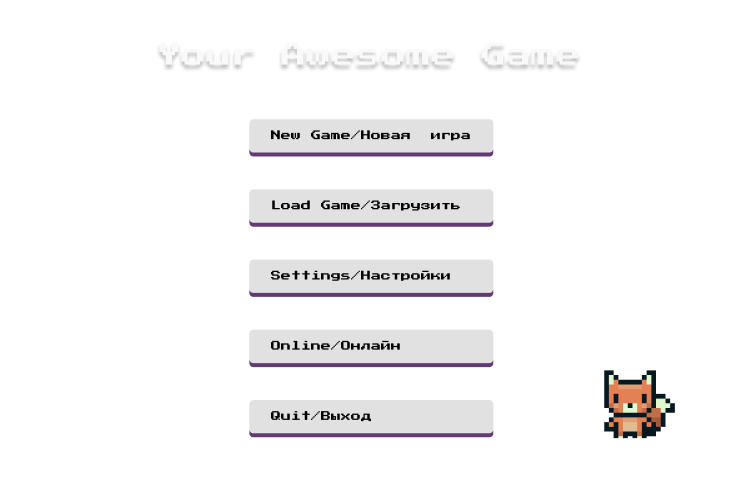 Your Awesome Game
New Game/Новая игра
Load Game/Загрузить
Settings/Настройки
Online/Онлайн
Quit/Выход